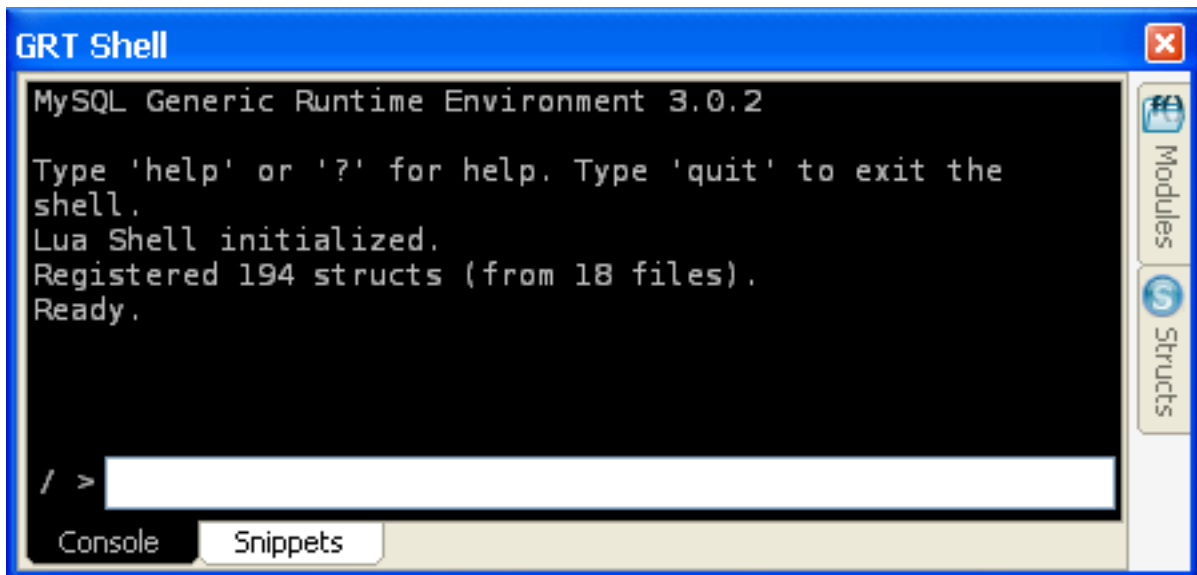 GRT Shell
MySQL Generic Runtime Environment 3.0.2
Type 'help' or '?' for help. Type 'quit' to exit the
shell.
Lua Shell initialized.
Registered 194 structs (from 18 files).
Ready.
/ >
Console
Snippets
f()
Modules
S
Structs